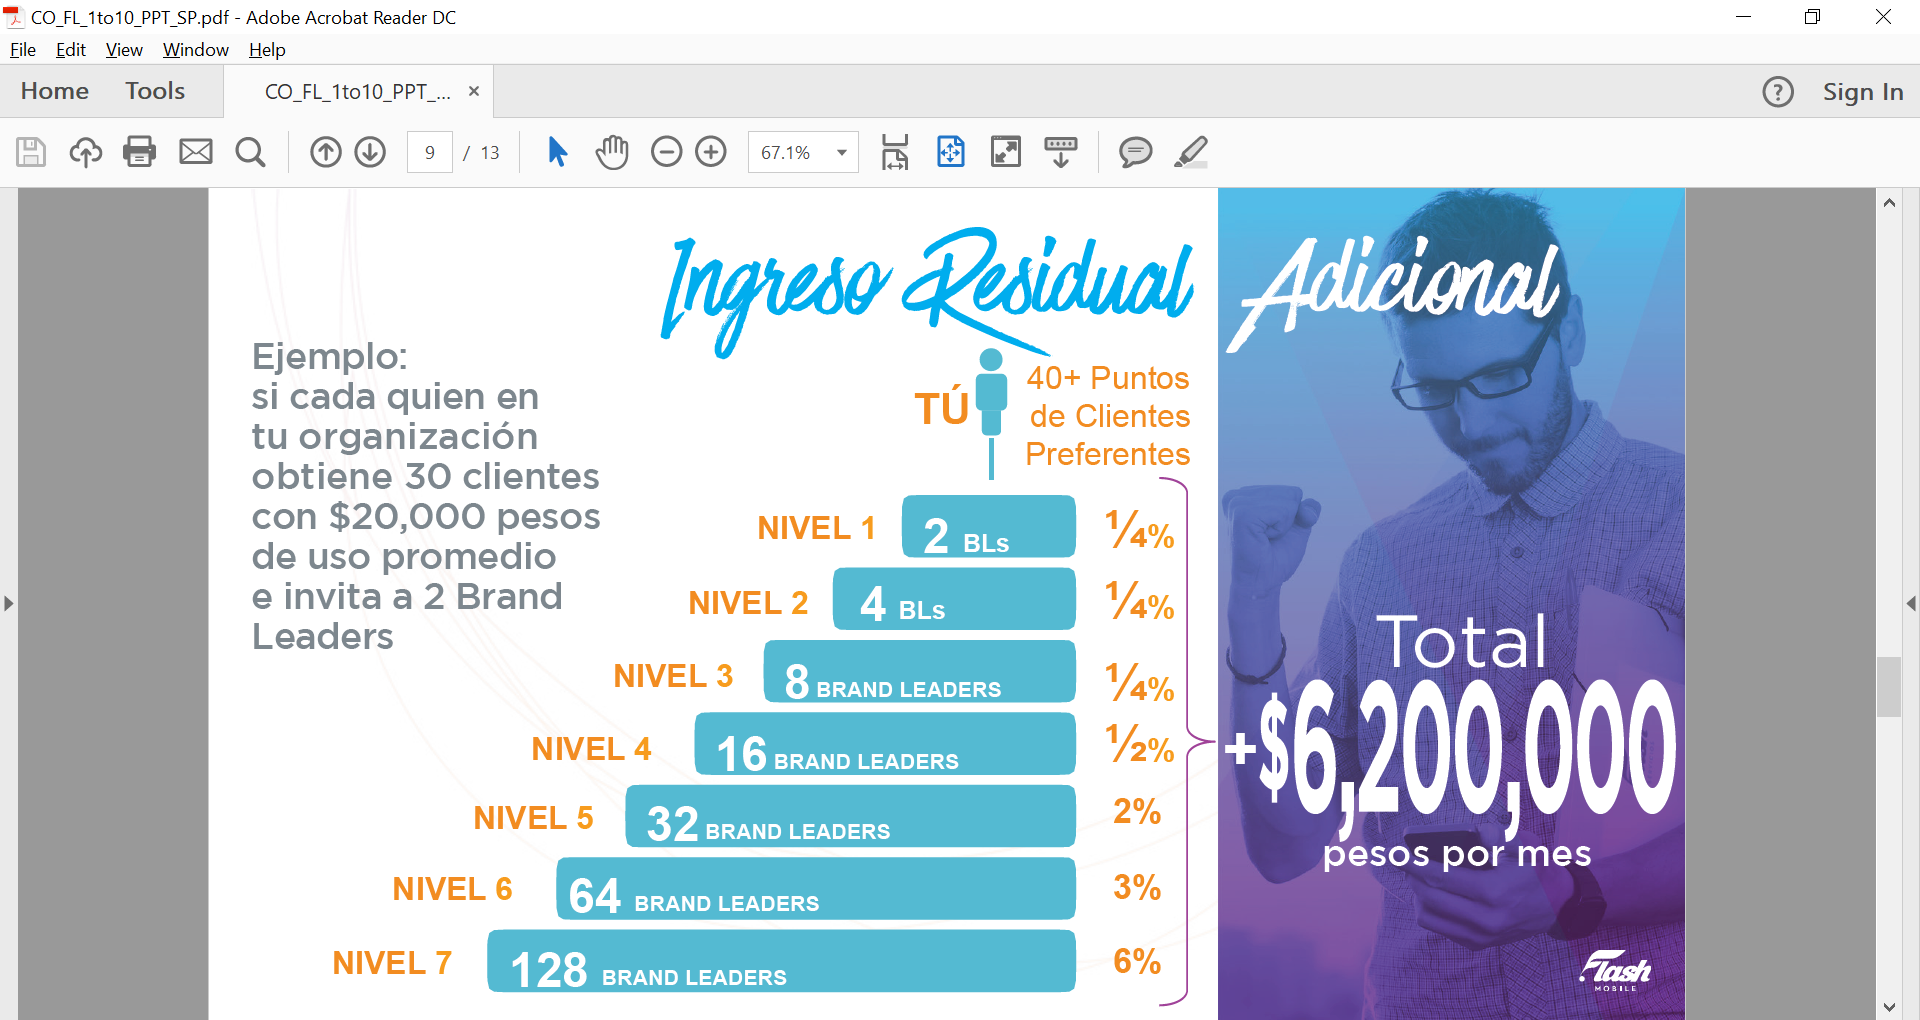 CO_FL_1to10_PPT_SP.pdf - Adobe Acrobat Reader DC
File Edit View Window Help
Home Tools CO_FL_1to10_PPT_... × ? Sign In
9 / 13 67.1%
Ingreso Residual Adicional
Ejemplo:
si cada quien en
tu organización
obtiene 30 clientes
con $20,000 pesos
de uso promedio
e invita a 2 Brand
Leaders
TÚ
40+ Puntos
de Clientes
Preferentes
NIVEL 1 2 BLs ¼%
NIVEL 2 4 BLs ¼%
NIVEL 3 8 BRAND LEADERS ¼%
NIVEL 4 16 BRAND LEADERS ½%
NIVEL 5 32 BRAND LEADERS 2%
NIVEL 6 64 BRAND LEADERS 3%
NIVEL 7 128 BRAND LEADERS 6%
Total
+$6,200,000
pesos por mes
Flash
MOBILE